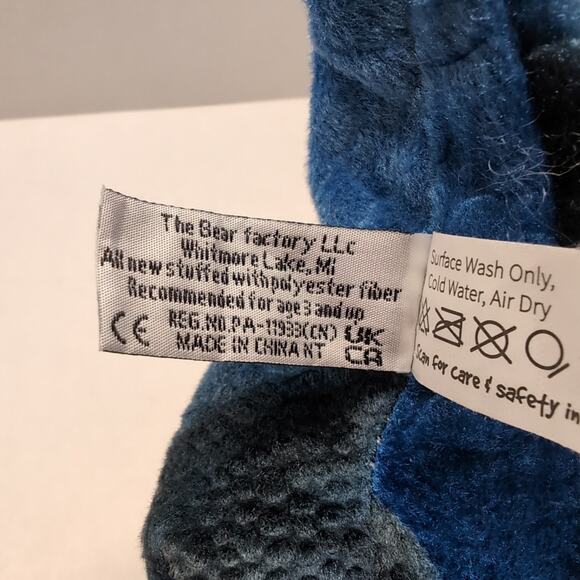 The Bear factory LLc
Whitmore Lake, Mi
All new stuffed with polyester fiber
Recommended for age 3 and up
REG.NO.PA-11933(CN)
MADE IN CHINA NT
CE
UK
CA
Surface Wash Only,
Cold Water, Air Dry
Scan for care & safety in